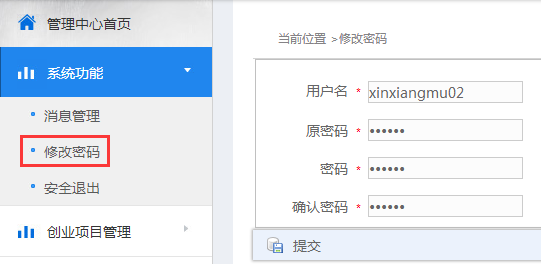 管理中心首页
系统功能
消息管理
修改密码
安全退出
创业项目管理
当前位置 >修改密码
用户名 * xinxiangmu02
原密码 * ••••••
密码 * ••••••
确认密码 * ••••••
提交